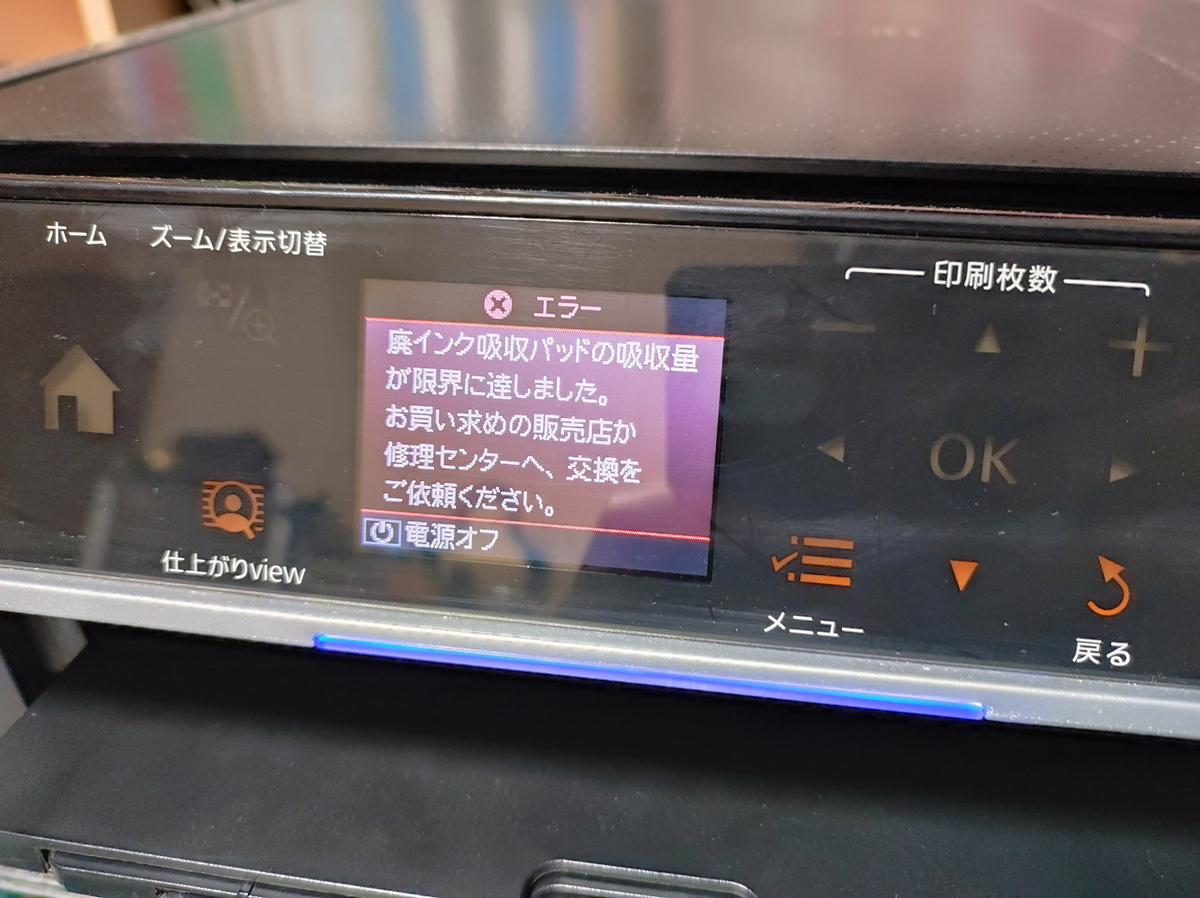 ホーム
ズーム/表示切替
エラー
廃インク吸収パッドの吸収量
が限界に達しました。
お買い求めの販売店か
修理センターへ、交換を
ご依頼ください。
電源オフ
仕上がりview
印刷枚数
OK
メニュー
戻る